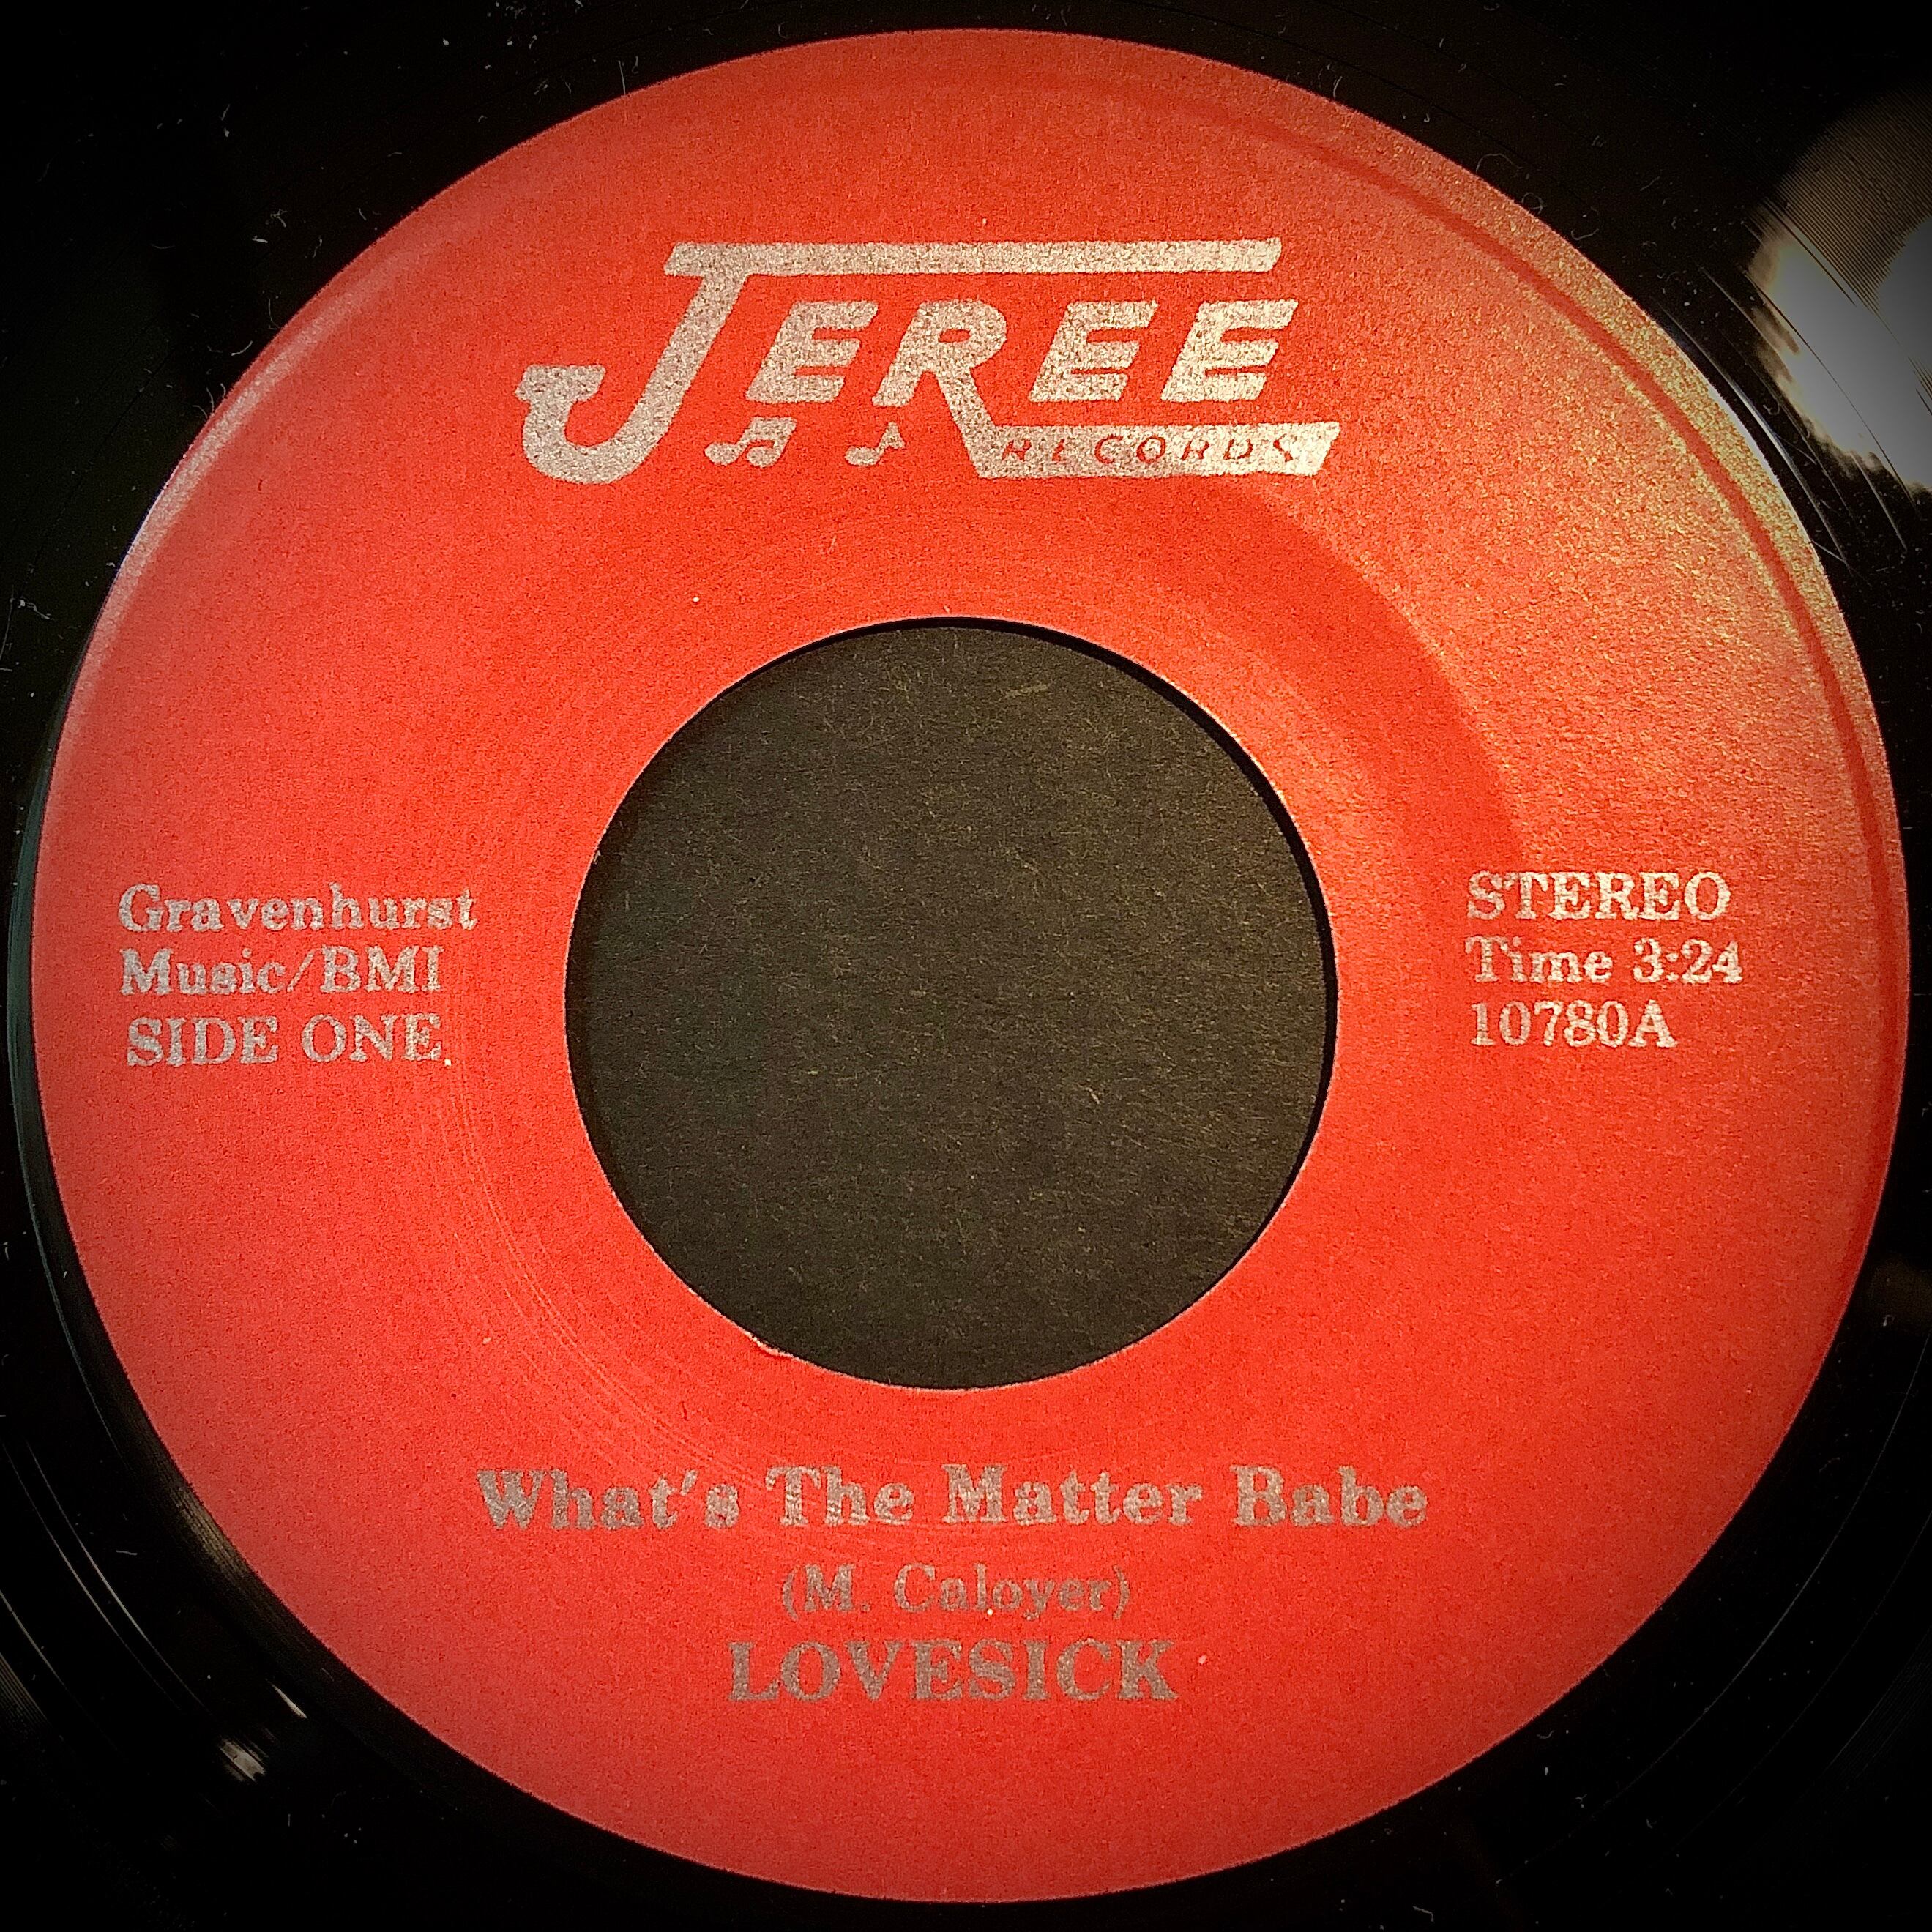 JEREE
RECORDS
Gravenhurst
Music/BMI
SIDE ONE
STEREO
Time 3:24
10780A
What's The Matter Babe
(M. Caloyer)
LOVESICK